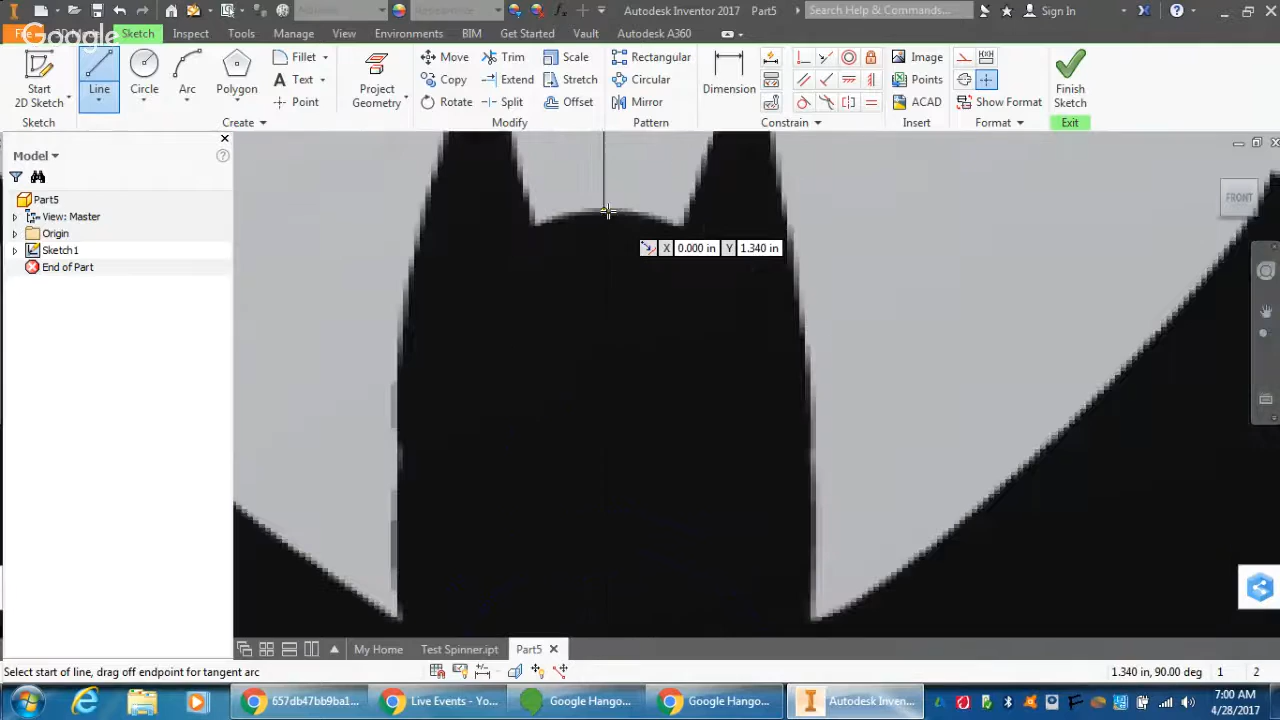 Autodesk Inventor 2017 Part5
Search Help & Commands...
Sign In
Google
File
Sketch
Inspect
Tools
Manage
View
Environments
BIM
Get Started
Vault
Autodesk A360
Start
2D Sketch
Line
Circle
Arc
Polygon
Fillet
Text
Point
Project
Geometry
Move
Copy
Rotate
Trim
Extend
Split
Scale
Stretch
Offset
Rectangular
Circular
Mirror
Dimension
Image
Points
ACAD
Show Format
Finish
Sketch
Sketch
Create
Modify
Pattern
Constrain
Insert
Format
Exit
Model
Part5
View: Master
Origin
Sketch1
End of Part
FRONT
X 0.000 in Y 1.340 in
My Home
Test Spinner.ipt
Part5
Select start of line, drag off endpoint for tangent arc
1.340 in, 90.00 deg
1
2
657db47bb9ba1...
Live Events - Yo...
Google Hango...
Google Hango...
Autodesk Inven...
7:00 AM
4/28/2017